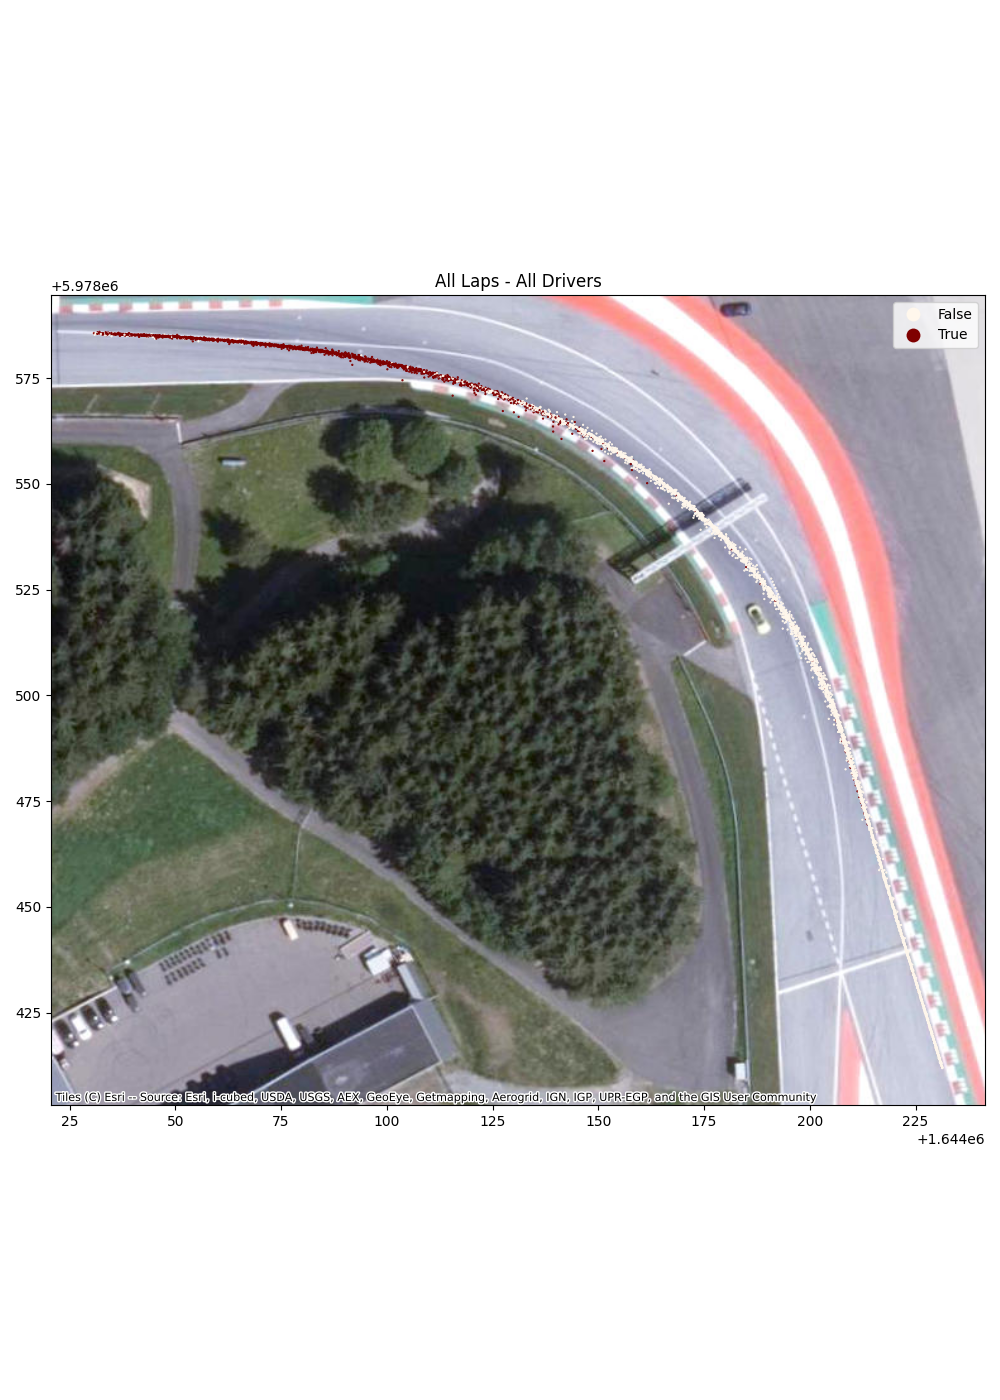 All Laps - All Drivers
+5.978e6
False
True
575
550
525
500
475
450
425
Tiles (C) Esri -- Source: Esri, i-cubed, USDA, USGS, AEX, GeoEye, Getmapping, Aerogrid, IGN, IGP, UPR-EGP, and the GIS User Community
25 50 75 100 125 150 175 200 225
+1.644e6